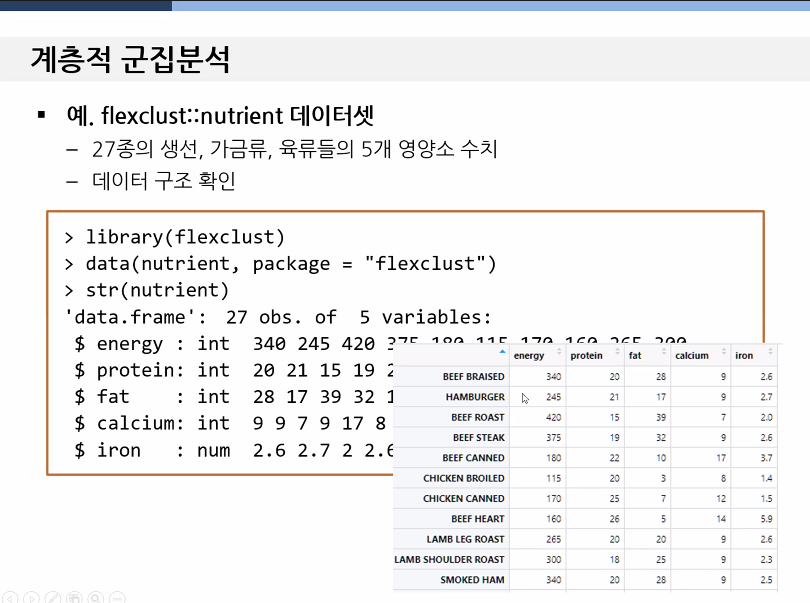 계층적 군집분석
▪ 예. flexclust::nutrient 데이터셋
– 27종의 생선, 가금류, 육류들의 5개 영양소 수치
– 데이터 구조 확인
> library(flexclust)
> data(nutrient, package = "flexclust")
> str(nutrient)
'data.frame': 27 obs. of 5 variables:
$ energy : int 340 245 420 375 180 115 170 160 265 300
$ protein: int 20 21 15 19
$ fat : int 28 17 39 32
$ calcium: int 9 9 7 9 17 8
$ iron : num 2.6 2.7 2 2.6
energy protein fat calcium iron
BEEF BRAISED 340 20 28 9 2.6
HAMBURGER 245 21 17 9 2.7
BEEF ROAST 420 15 39 7 2.0
BEEF STEAK 375 19 32 9 2.6
BEEF CANNED 180 22 10 17 3.7
CHICKEN BROILED 115 20 3 8 1.4
CHICKEN CANNED 170 25 7 12 1.5
BEEF HEART 160 26 5 14 5.9
LAMB LEG ROAST 265 20 20 9 2.6
LAMB SHOULDER ROAST 300 18 25 9 2.3
SMOKED HAM 340 20 28 9 2.5